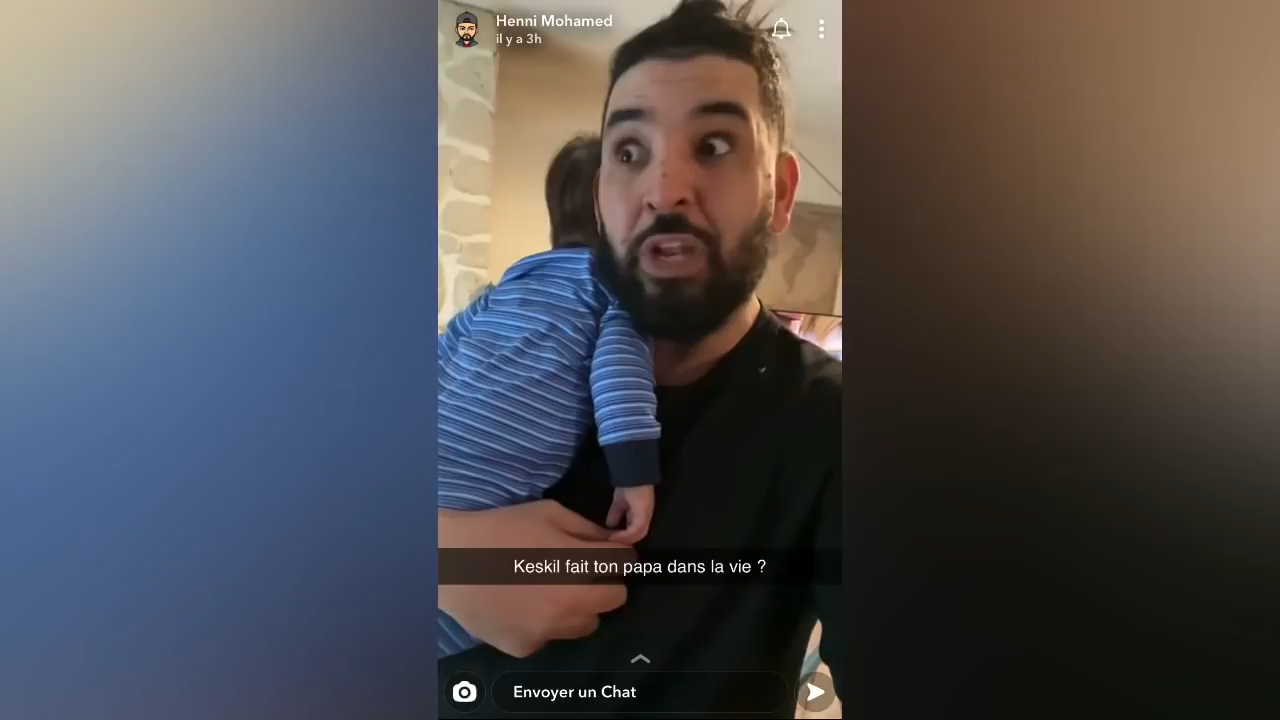 Henni Mohamed
il y a 3h
Keskil fait ton papa dans la vie ?
Envoyer un Chat